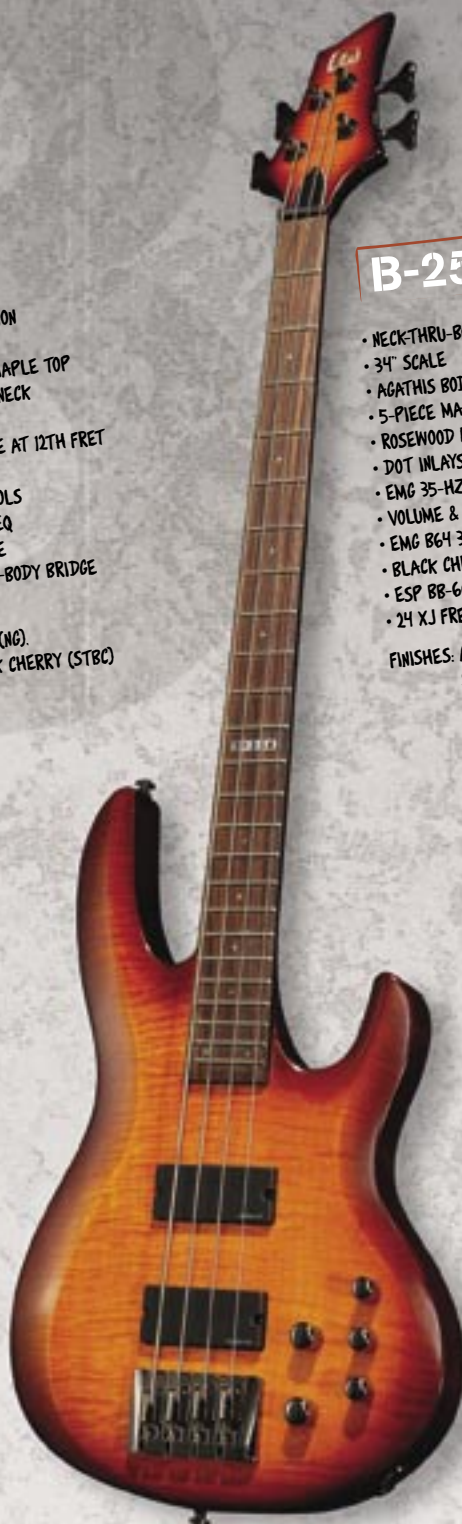 ON
APLE TOP
NECK
E AT 12TH FRET
OLS
EQ
E
-BODY BRIDGE
(NG).
K CHERRY (STBC)
B-25
• NECK-THRU-B
• 34" SCALE
• AGATHIS BO
• 5-PIECE MA
• ROSEWOOD
• DOT INLAYS
• EMG 35-HZ
• VOLUME &
• EMG B64 3
• BLACK CH
• ESP BB-6
• 24 XJ FRE
FINISHES:
LTD